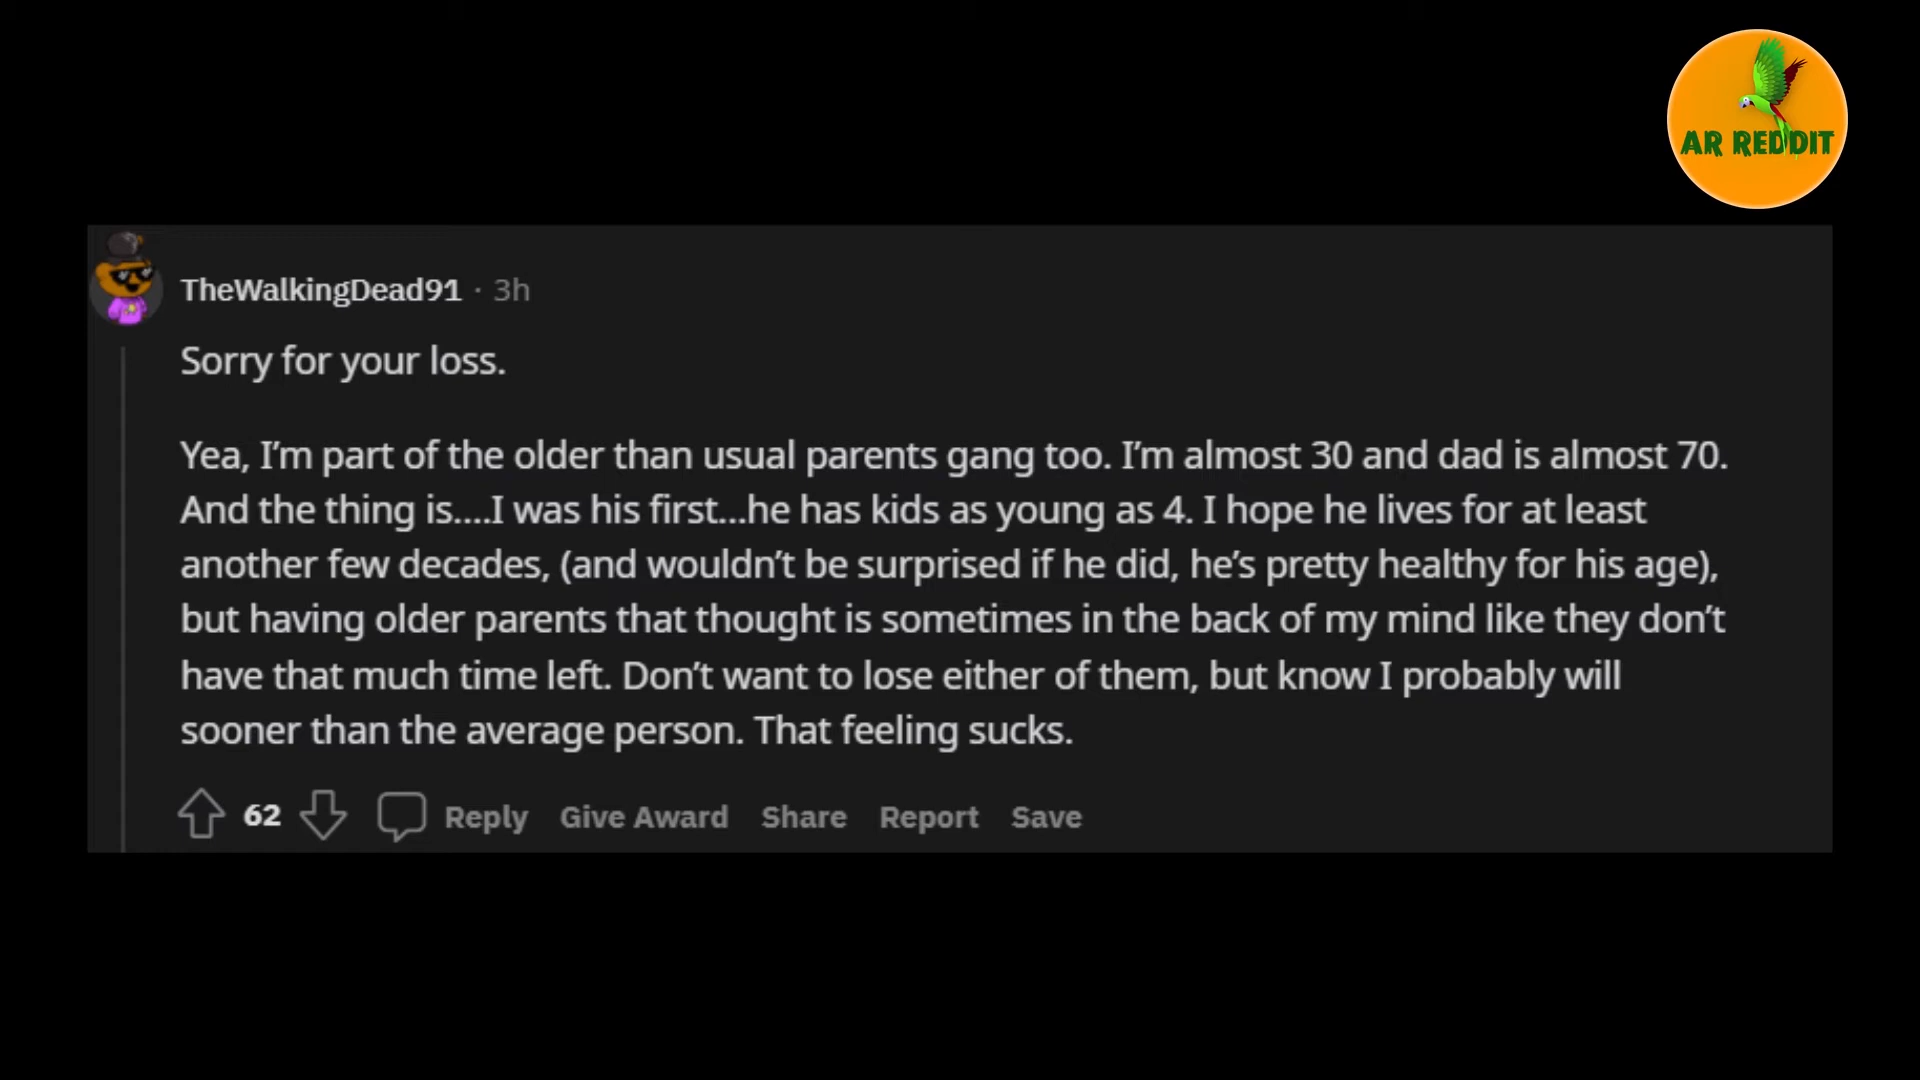 AR REDDIT
TheWalkingDead91 · 3h
Sorry for your loss.
Yea, I’m part of the older than usual parents gang too. I’m almost 30 and dad is almost 70.
And the thing is....I was his first...he has kids as young as 4. I hope he lives for at least
another few decades, (and wouldn’t be surprised if he did, he’s pretty healthy for his age),
but having older parents that thought is sometimes in the back of my mind like they don’t
have that much time left. Don’t want to lose either of them, but know I probably will
sooner than the average person. That feeling sucks.
62 Reply Give Award Share Report Save